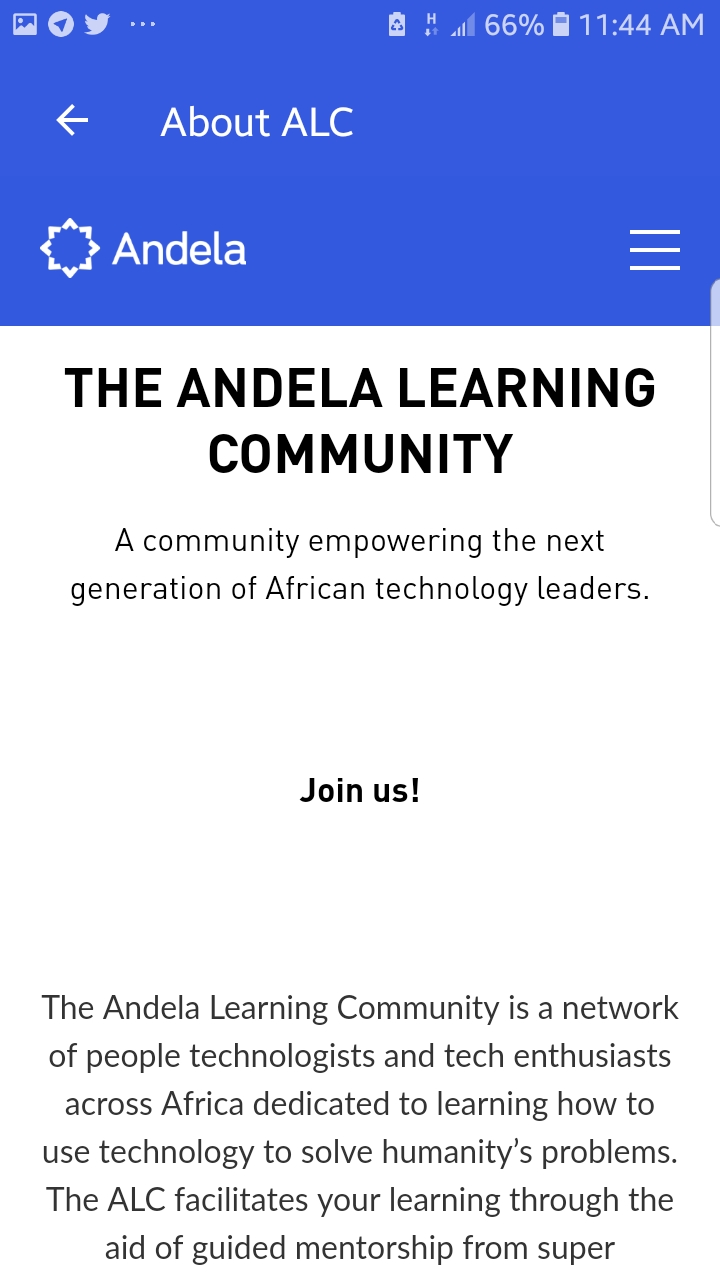 H 66% 11:44 AM
About ALC
Andela
THE ANDELA LEARNING
COMMUNITY
A community empowering the next
generation of African technology leaders.
Join us!
The Andela Learning Community is a network
of people technologists and tech enthusiasts
across Africa dedicated to learning how to
use technology to solve humanity’s problems.
The ALC facilitates your learning through the
aid of guided mentorship from super